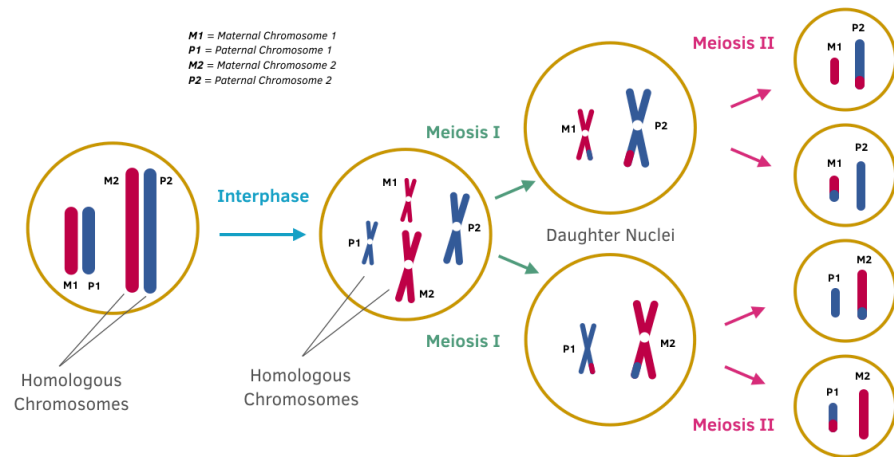 M1 = Maternal Chromosome 1
P1 = Paternal Chromosome 1
M2 = Maternal Chromosome 2
P2 = Paternal Chromosome 2
M2
P2
M1
P1
Homologous
Chromosomes
Interphase
M1
P1
P2
M2
Homologous
Chromosomes
Meiosis I
Meiosis I
M1
P2
Daughter Nuclei
P1
M2
Meiosis II
Meiosis II
M1
P2
M1
P2
P1
M2
P1
M2